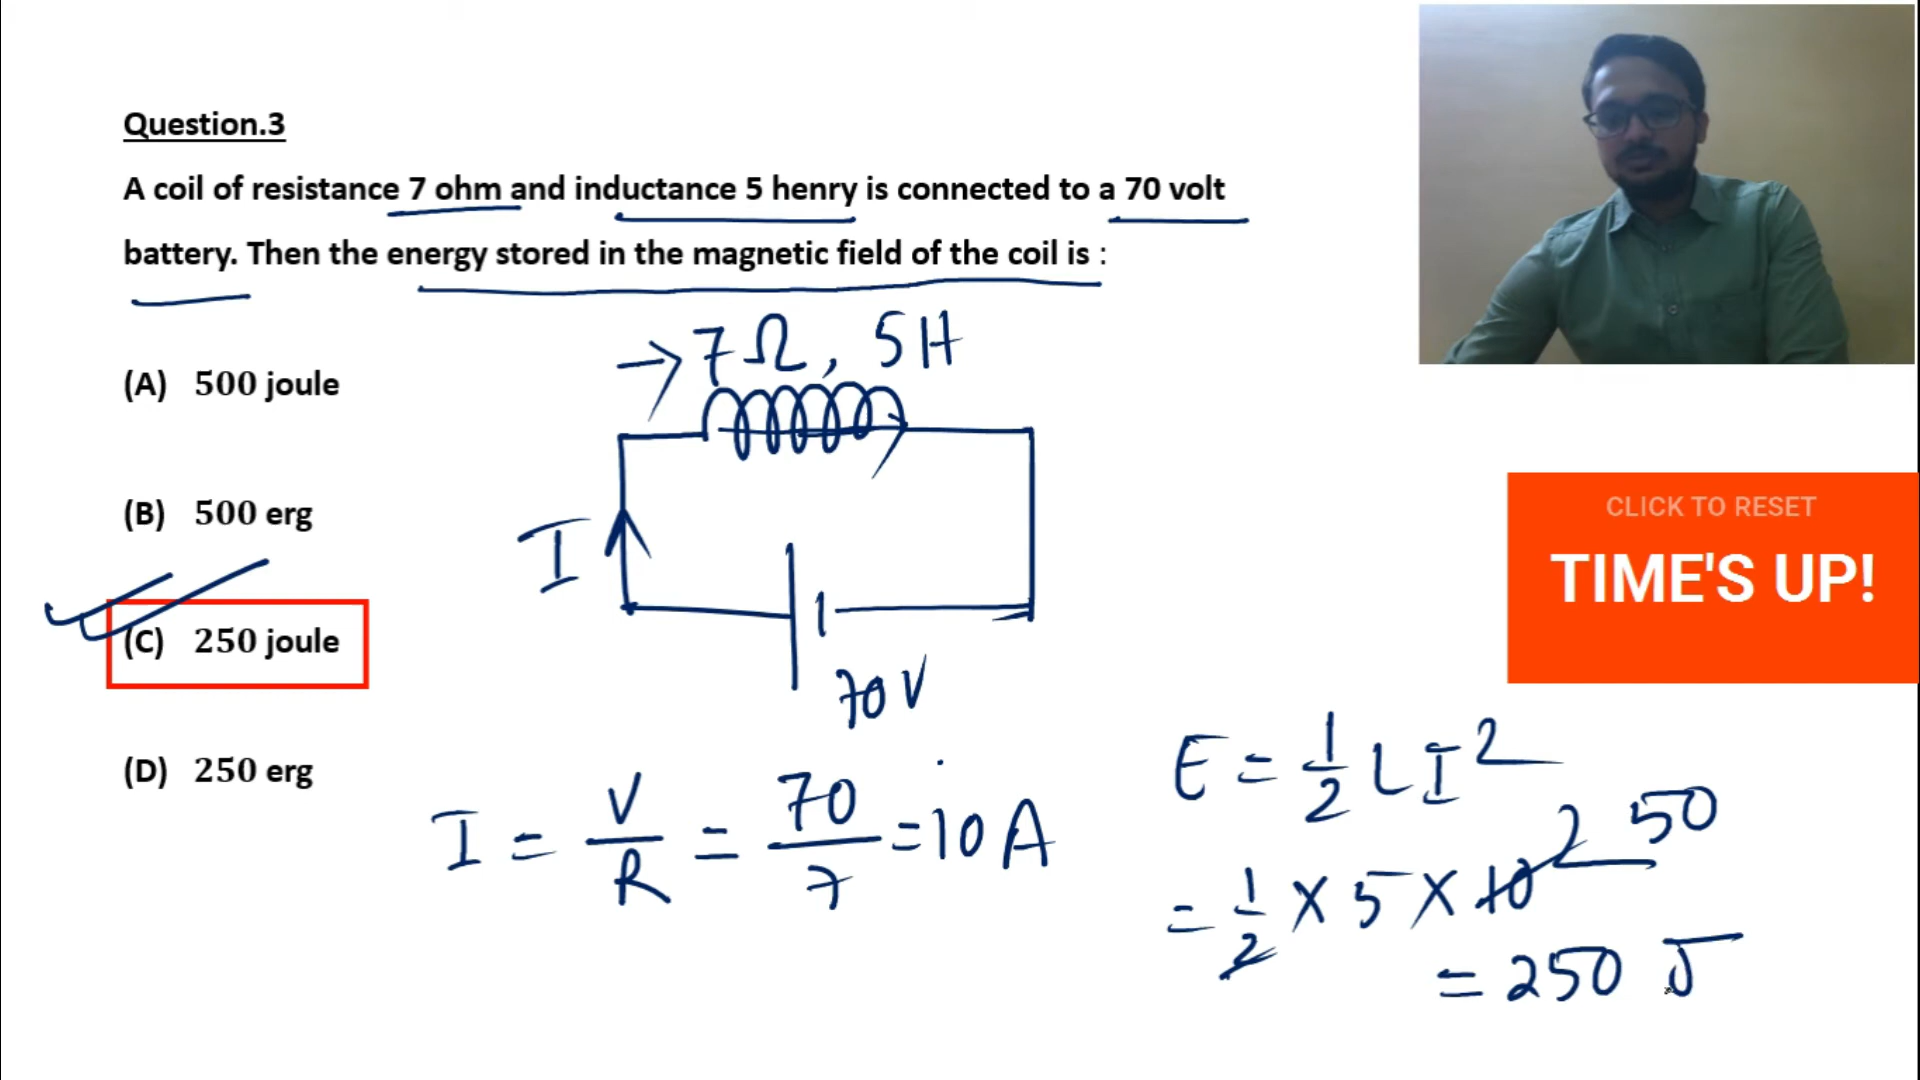 Question.3
A coil of resistance 7 ohm and inductance 5 henry is connected to a 70 volt
battery. Then the energy stored in the magnetic field of the coil is :
(A) 500 joule
(B) 500 erg
(C) 250 joule
(D) 250 erg
7 Ω, 5 H
I
70 V
I = V/R = 70/7 = 10 A
CLICK TO RESET
TIME'S UP!
E = 1/2 L I²
= 1/2 × 5 × 10² 50
= 250 J